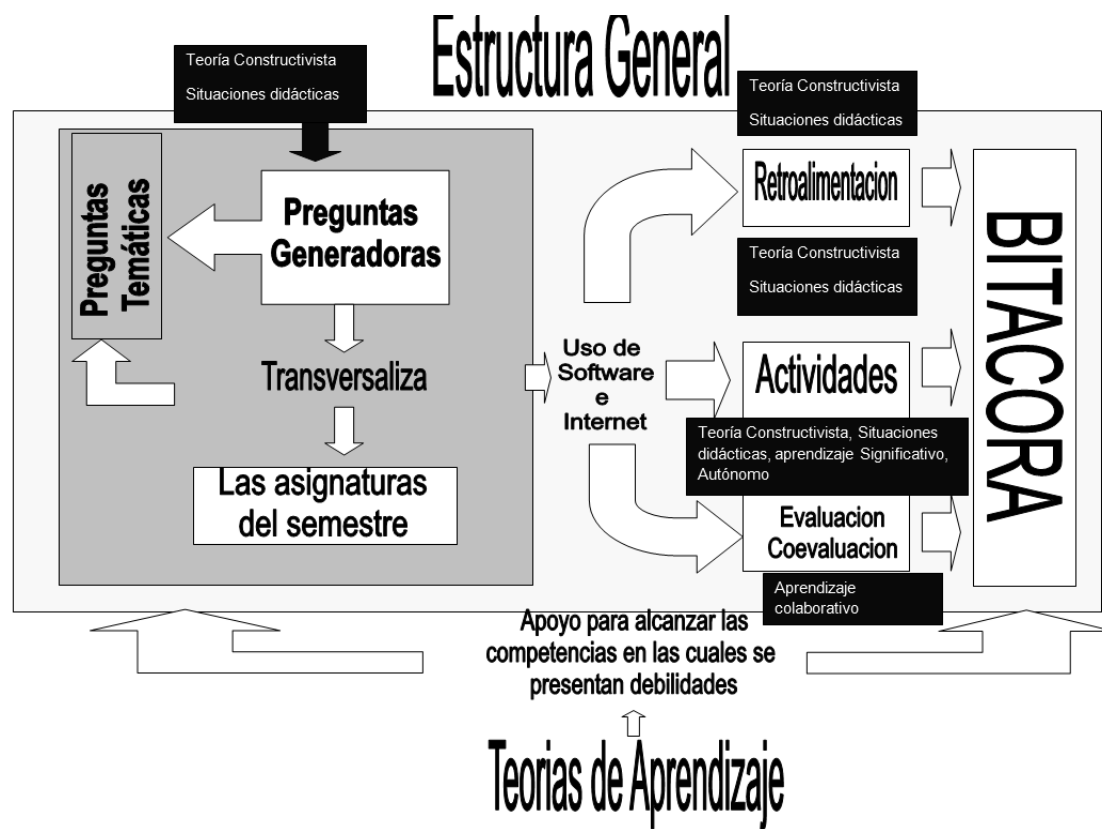 Estructura General
Teoría Constructivista
Situaciones didácticas
Preguntas
Temáticas
Preguntas
Generadoras
Transversaliza
Las asignaturas
del semestre
Uso de
Software
e
Internet
Teoría Constructivista
Situaciones didácticas
Retroalimentacion
Teoría Constructivista
Situaciones didácticas
Actividades
Teoría Constructivista, Situaciones
didácticas, aprendizaje Significativo,
Autónomo
Evaluacion
Coevaluacion
Aprendizaje
colaborativo
BITACORA
Apoyo para alcanzar las
competencias en las cuales se
presentan debilidades
Teorias de Aprendizaje